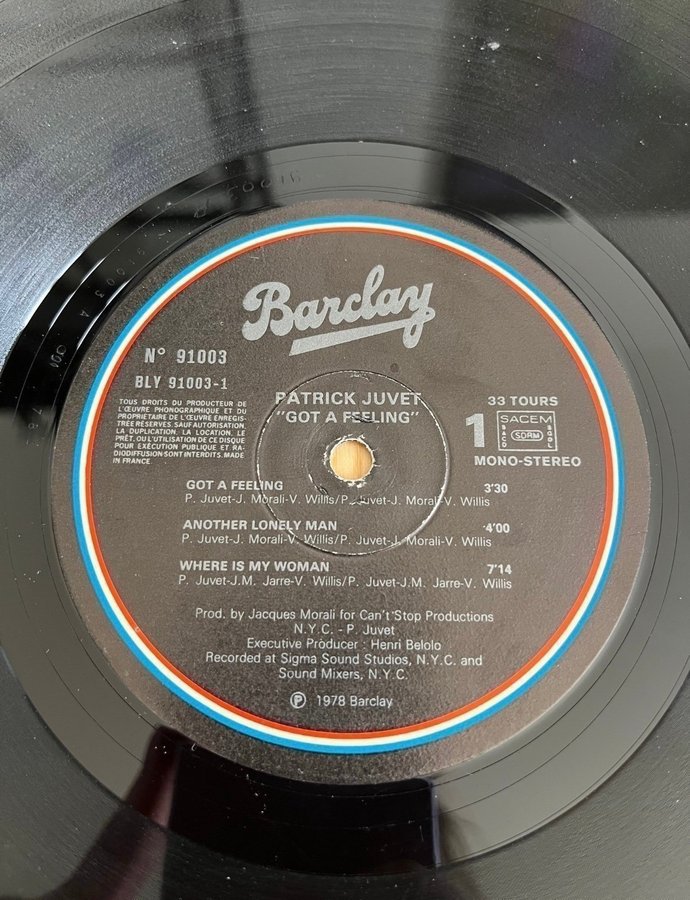 Barclay
N° 91003
BLY 91003-1
TOUS DROITS DU PRODUCTEUR DE
L'ŒUVRE PHONOGRAPHIQUE ET DU
PROPRIETAIRE DE L'ŒUVRE ENREGIS-
TREE RESERVES. SAUF AUTORISATION,
LA DUPLICATION, LA LOCATION, LE
PRÊT, OU L'UTILISATION DE CE DISQUE
POUR EXÉCUTION PUBLIQUE ET RA-
DIODIFFUSION SONT INTERDITS. MADE
IN FRANCE.
PATRICK JUVET
"GOT A FEELING"
33 TOURS
1
SACEM
SACD
SDRM
SGDL
MONO-STEREO
GOT A FEELING 3'30
P. Juvet-J. Morali-V. Willis/P. Juvet-J. Morali-V. Willis
ANOTHER LONELY MAN 4'00
P. Juvet-J. Morali-V. Willis/P. Juvet-J. Morali-V. Willis
WHERE IS MY WOMAN 7'14
P. Juvet-J.M. Jarre-V. Willis/P. Juvet-J.M. Jarre-V. Willis
Prod. by Jacques Morali for Can't Stop Productions
N.Y.C. - P. Juvet
Executive Producer : Henri Belolo
Recorded at Sigma Sound Studios, N.Y.C. and
Sound Mixers, N.Y.C.
℗ 1978 Barclay